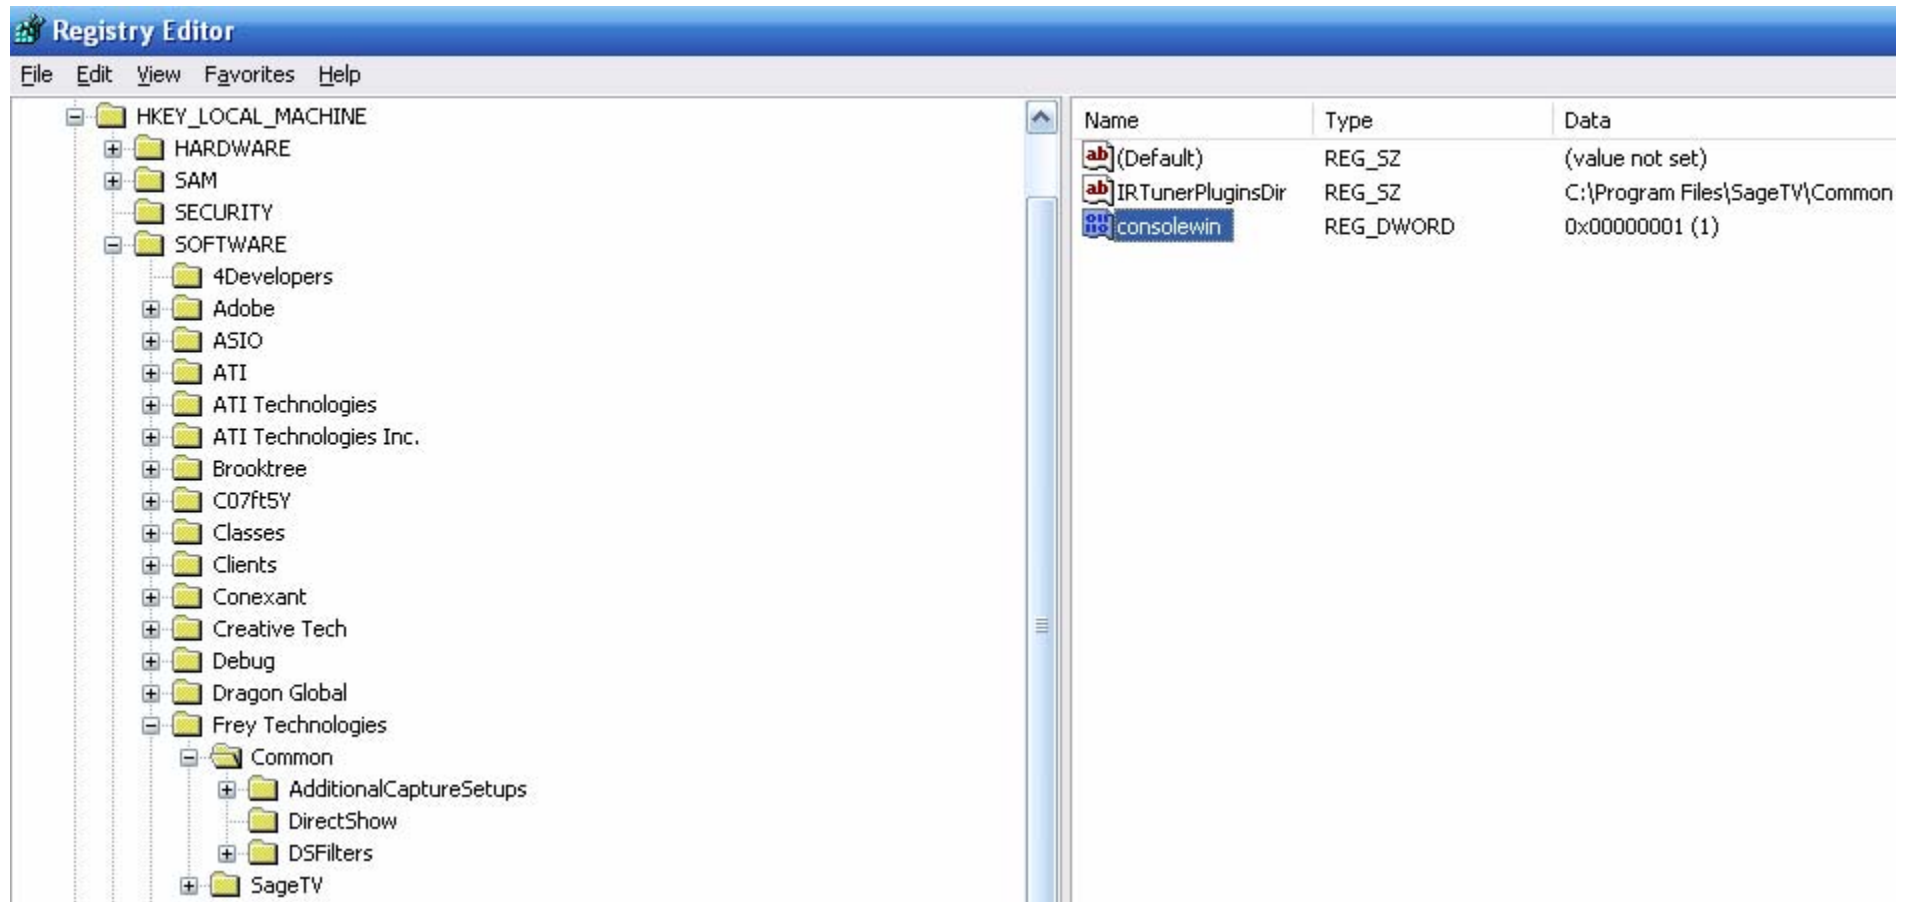 Registry Editor
File Edit View Favorites Help
HKEY_LOCAL_MACHINE
HARDWARE
SAM
SECURITY
SOFTWARE
4Developers
Adobe
ASIO
ATI
ATI Technologies
ATI Technologies Inc.
Brooktree
C07ft5Y
Classes
Clients
Conexant
Creative Tech
Debug
Dragon Global
Frey Technologies
Common
AdditionalCaptureSetups
DirectShow
DSFilters
SageTV
Name Type Data
ab (Default) REG_SZ (value not set)
ab IRTunerPluginsDir REG_SZ C:\Program Files\SageTV\Common
consolewin REG_DWORD 0x00000001 (1)